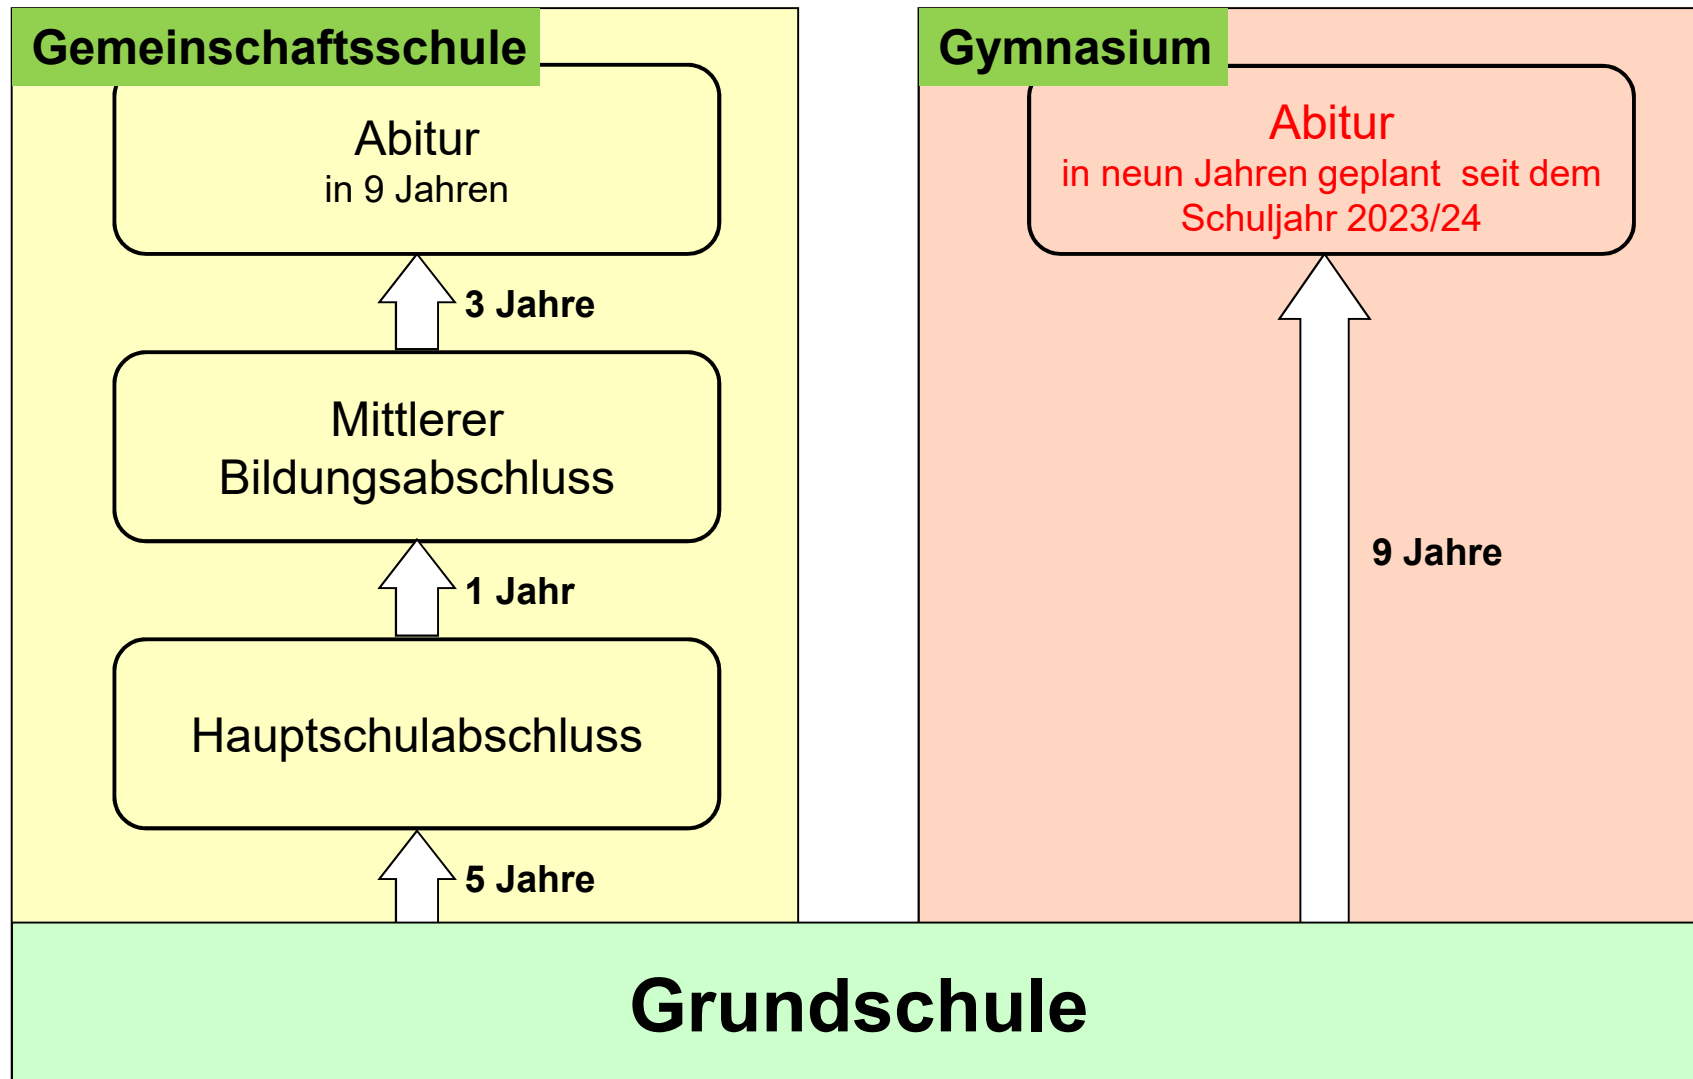 Gemeinschaftsschule
Abitur
in 9 Jahren
3 Jahre
Mittlerer
Bildungsabschluss
1 Jahr
Hauptschulabschluss
5 Jahre
Gymnasium
Abitur
in neun Jahren geplant  seit dem
Schuljahr 2023/24
9 Jahre
Grundschule